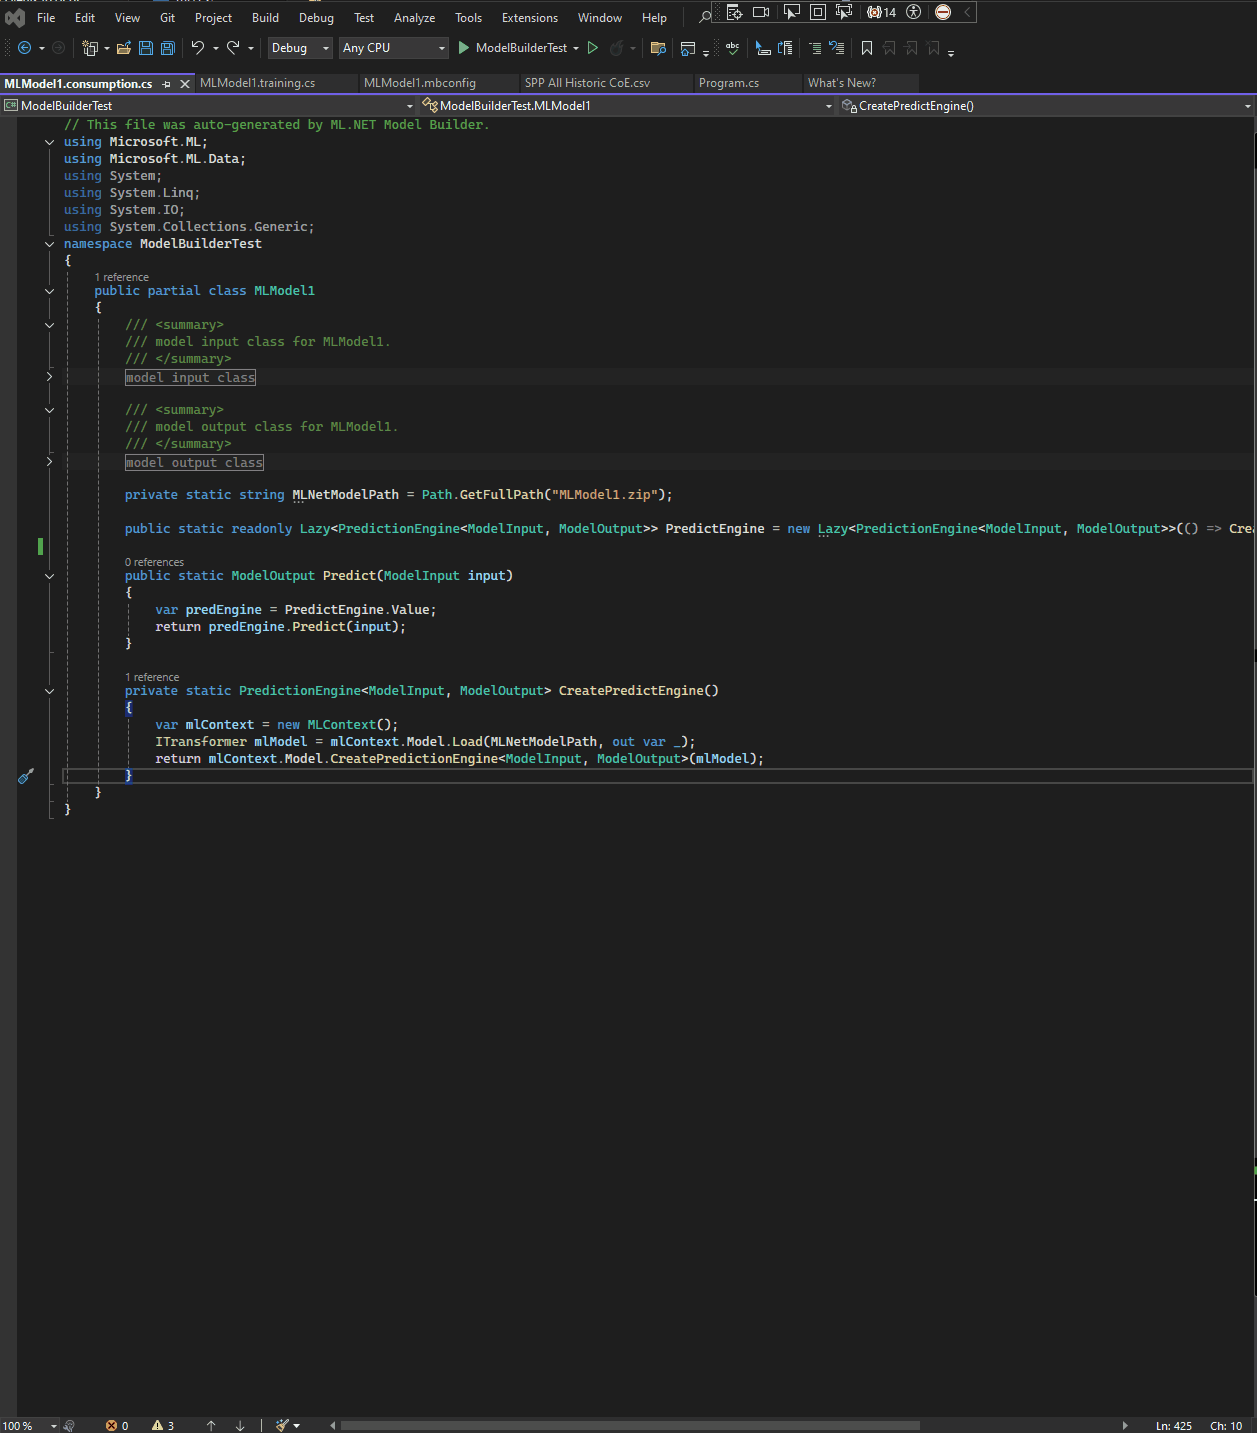 File Edit View Git Project Build Debug Test Analyze Tools Extensions Window Help 14
Debug Any CPU ModelBuilderTest
MLModel1.consumption.cs MLModel1.training.cs MLModel1.mbconfig SPP All Historic CoE.csv Program.cs What's New?
C# ModelBuilderTest ModelBuilderTest.MLModel1 CreatePredictEngine()
// This file was auto-generated by ML.NET Model Builder.
using Microsoft.ML;
using Microsoft.ML.Data;
using System;
using System.Linq;
using System.IO;
using System.Collections.Generic;
namespace ModelBuilderTest
{
1 reference
public partial class MLModel1
{
/// <summary>
/// model input class for MLModel1.
/// </summary>
model input class
/// <summary>
/// model output class for MLModel1.
/// </summary>
model output class
private static string MLNetModelPath = Path.GetFullPath("MLModel1.zip");
public static readonly Lazy<PredictionEngine<ModelInput, ModelOutput>> PredictEngine = new Lazy<PredictionEngine<ModelInput, ModelOutput>>(() => Cre
0 references
public static ModelOutput Predict(ModelInput input)
{
var predEngine = PredictEngine.Value;
return predEngine.Predict(input);
}
1 reference
private static PredictionEngine<ModelInput, ModelOutput> CreatePredictEngine()
{
var mlContext = new MLContext();
ITransformer mlModel = mlContext.Model.Load(MLNetModelPath, out var _);
return mlContext.Model.CreatePredictionEngine<ModelInput, ModelOutput>(mlModel);
}
}
}
100 % 0 3 Ln: 425 Ch: 10